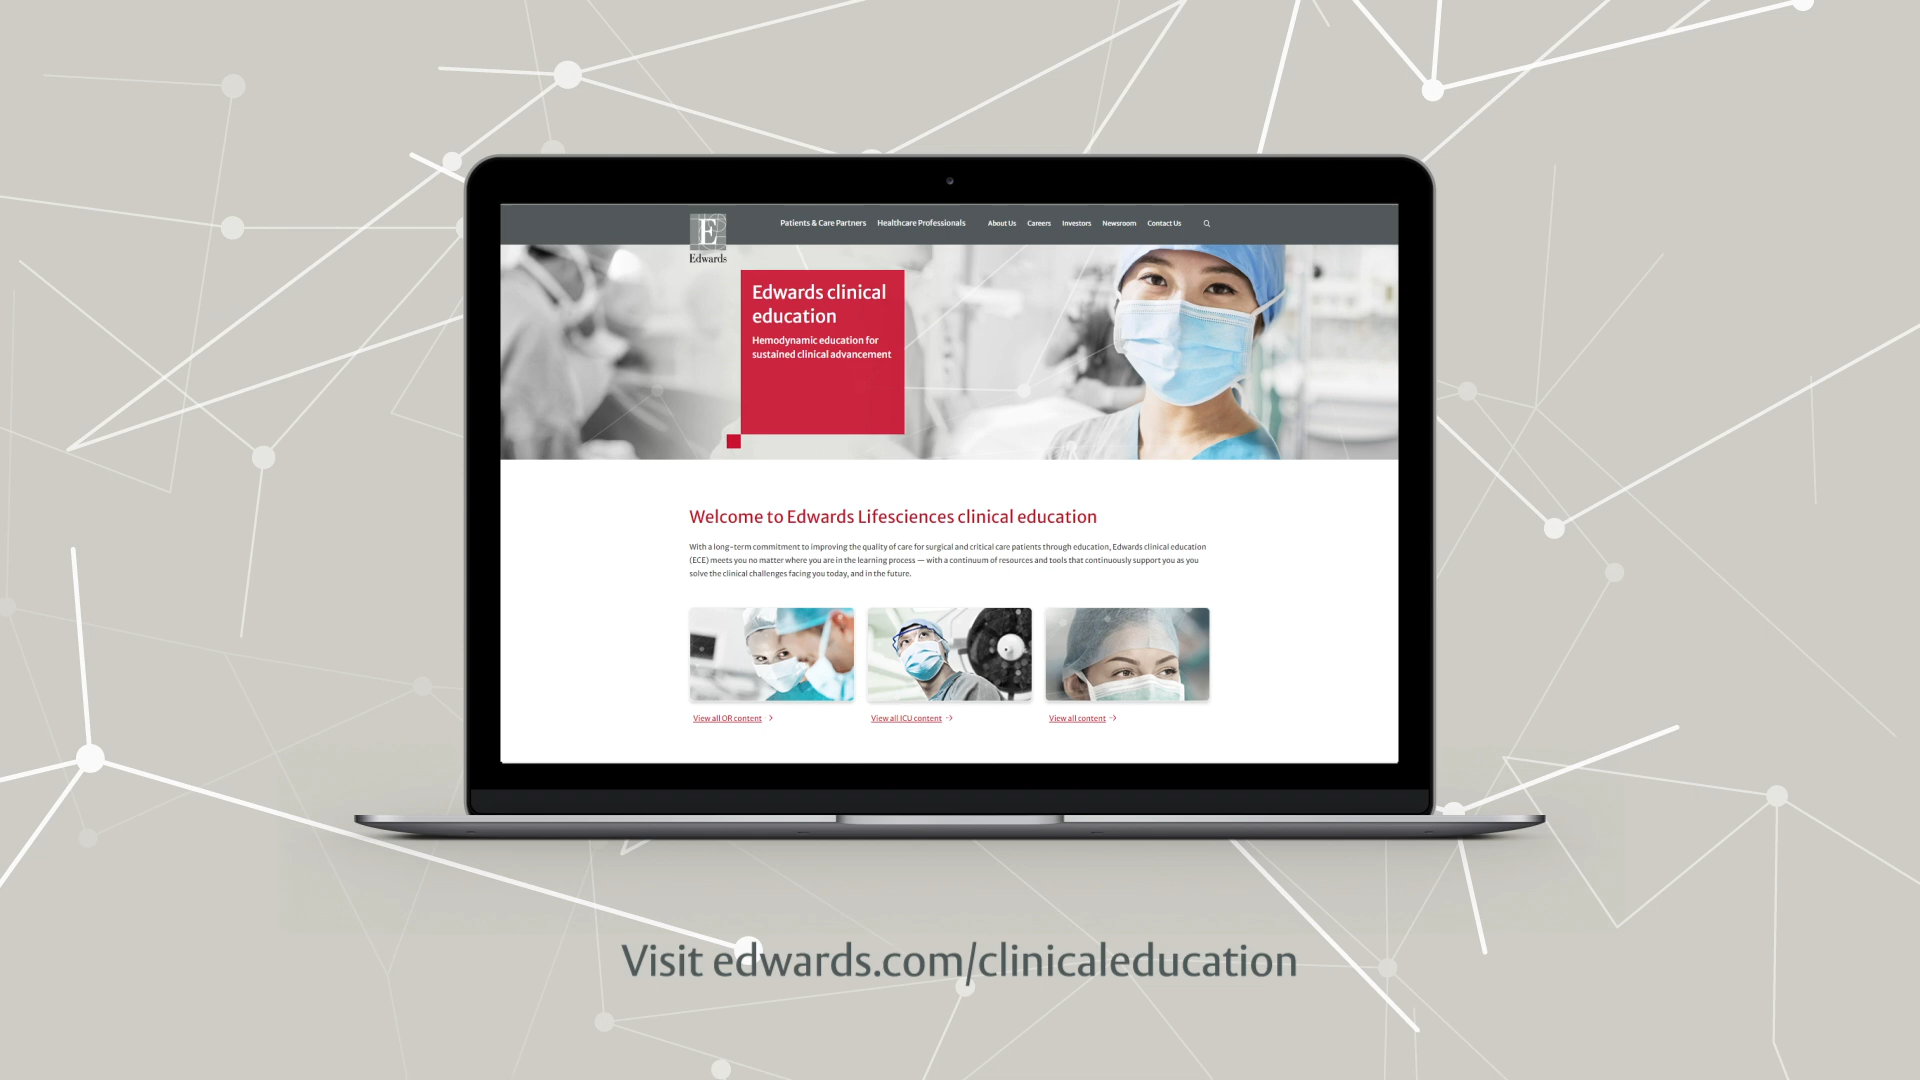 E
Edwards
Patients & Care Partners Healthcare Professionals About Us Careers Investors Newsroom Contact Us
Edwards clinical
education
Hemodynamic education for
sustained clinical advancement
Welcome to Edwards Lifesciences clinical education
With a long-term commitment to improving the quality of care for surgical and critical care patients through education, Edwards clinical education
(ECE) meets you no matter where you are in the learning process — with a continuum of resources and tools that continuously support you as you
solve the clinical challenges facing you today, and in the future.
View all OR content
View all ICU content
View all content
Visit edwards.com/clinicaleducation